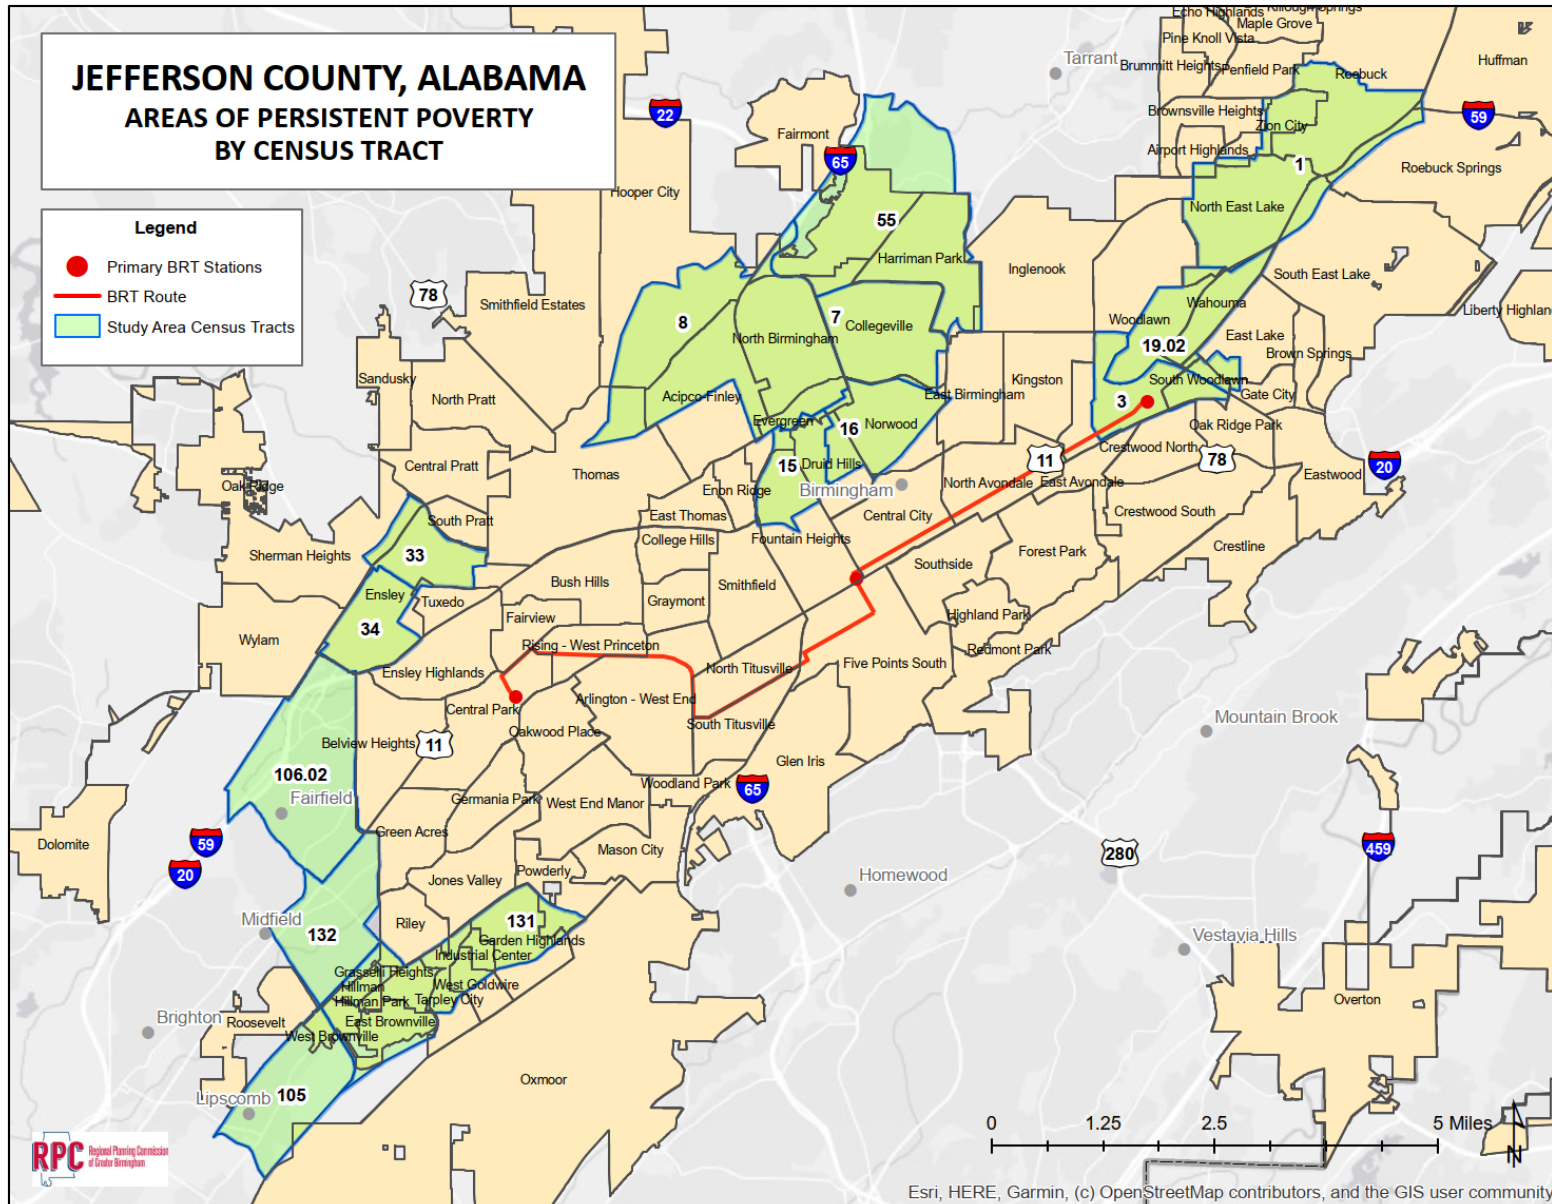 JEFFERSON COUNTY, ALABAMA
AREAS OF PERSISTENT POVERTY
BY CENSUS TRACT
Legend
Primary BRT Stations
BRT Route
Study Area Census Tracts
Echo Highlands
Killough Springs
Maple Grove
Pine Knoll Vista
Tarrant
Brummitt Heights
Penfield Park
Roebuck
Huffman
22
Brownsville Heights
59
Fairmont
Zion City
65
Airport Highlands
1
Roebuck Springs
Hooper City
55
North East Lake
Harriman Park
Inglenook
South East Lake
78
Smithfield Estates
Wahouma
Liberty Highlan
8
7
Collegeville
Woodlawn
North Birmingham
19.02
East Lake
Brown Springs
Sandusky
Kingston
South Woodlawn
North Pratt
Acipco-Finley
East Birmingham
Gate City
3
Evergreen
16
Norwood
Oak Ridge Park
Central Pratt
15
Druid Hills
11
Crestwood North
78
20
Thomas
Eastwood
Oak Ridge
Enon Ridge
Birmingham
North Avondale
East Avondale
East Thomas
Central City
Crestwood South
South Pratt
College Hills
Fountain Heights
Sherman Heights
33
Forest Park
Crestline
Bush Hills
Smithfield
Southside
Ensley
Tuxedo
Graymont
Fairview
Highland Park
34
Wylam
Rising - West Princeton
Redmont Park
Ensley Highlands
North Titusville
Five Points South
Arlington - West End
Central Park
Mountain Brook
South Titusville
Oakwood Place
Belview Heights
11
Glen Iris
106.02
Woodland Park
65
Fairfield
Germania Park
West End Manor
Green Acres
59
Dolomite
Mason City
280
459
20
Powderly
Homewood
Jones Valley
Midfield
Riley
131
132
Garden Highlands
Vestavia Hills
Industrial Center
Grasselli Heights
Hillman
West Goldwire
Hillman Park
Tarpley City
Overton
Brighton
Roosevelt
East Brownville
West Brownville
Oxmoor
105
Lipscomb
0
1.25
2.5
5 Miles
N
RPC
Regional Planning Commission
of Greater Birmingham
Esri, HERE, Garmin, (c) OpenStreetMap contributors, and the GIS user community